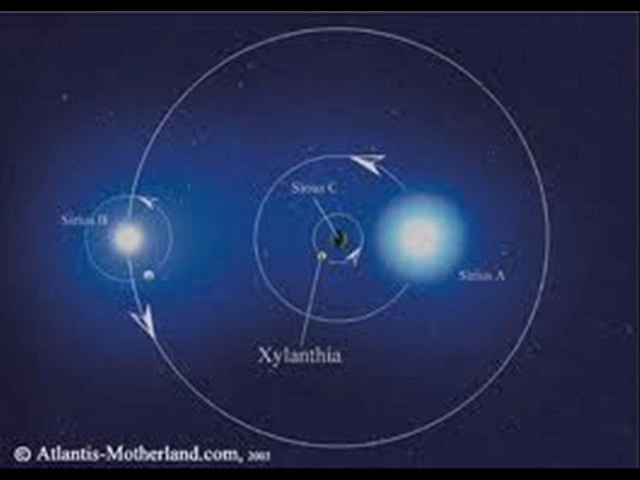 Sirius C
Sirius B
Sirius A
Xylanthia
© Atlantis-Motherland.com, 2003